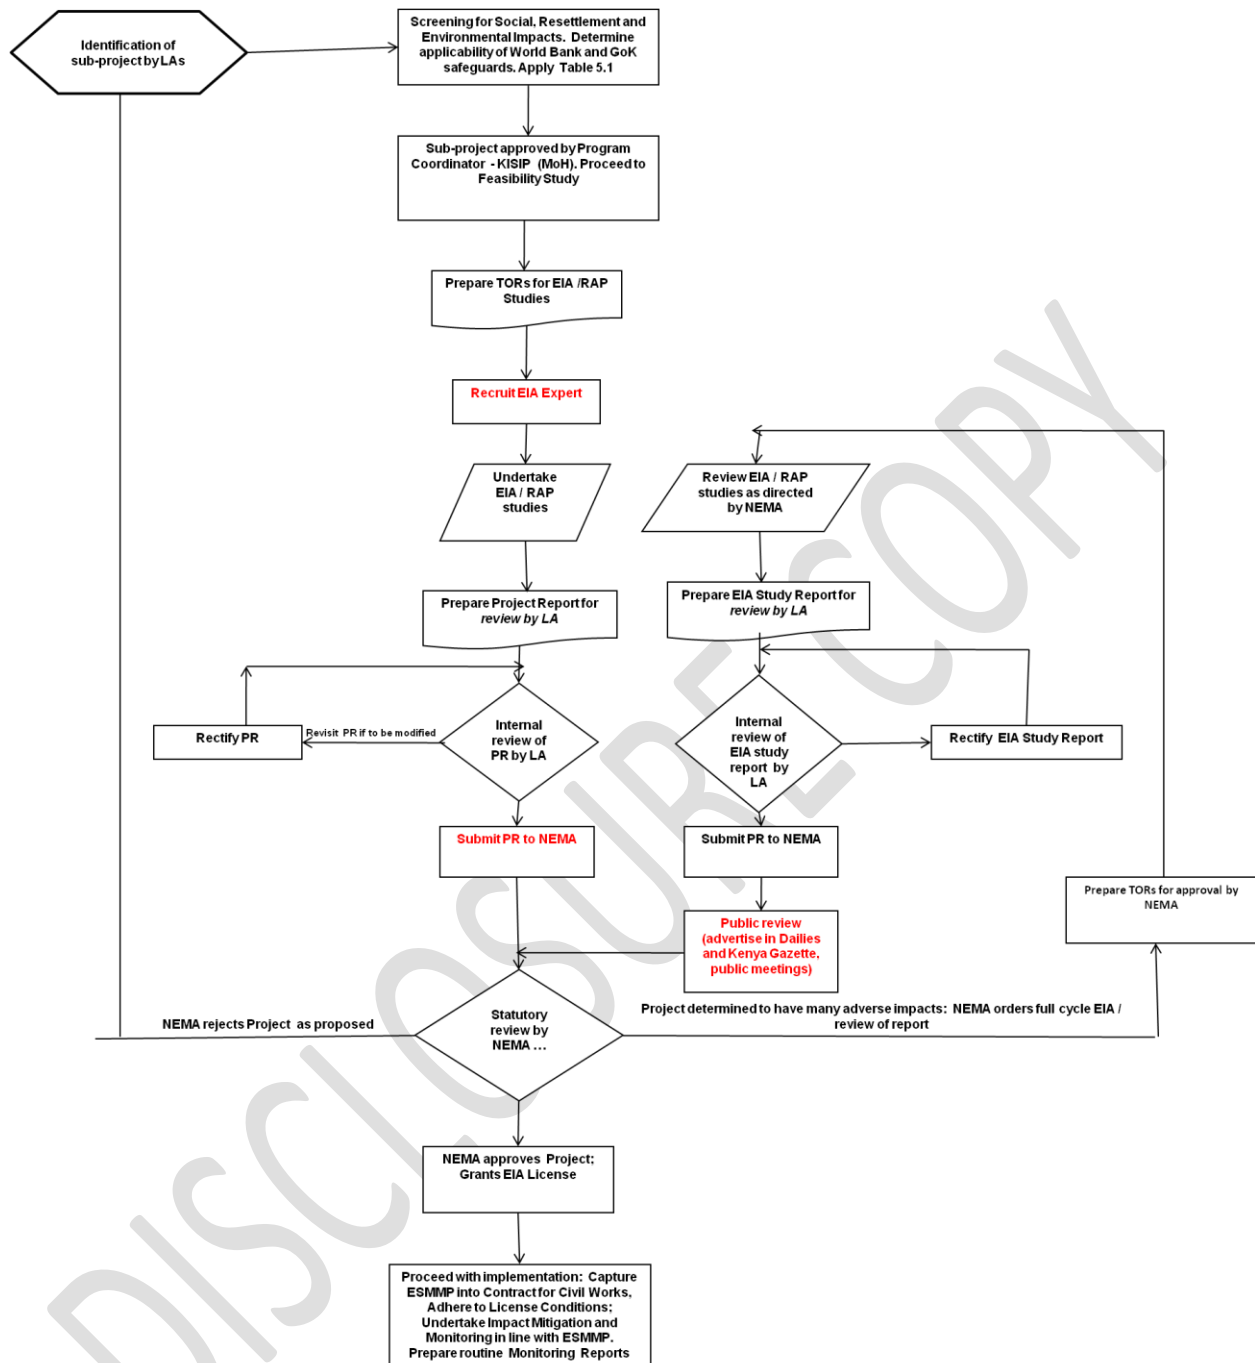 Identification of
sub-project by LAs
Screening for Social, Resettlement and
Environmental Impacts. Determine
applicability of World Bank and GoK
safeguards. Apply Table 5.1
Sub-project approved by Program
Coordinator - KISIP (MoH). Proceed to
Feasibility Study
Prepare TORs for EIA /RAP
Studies
Recruit EIA Expert
Undertake
EIA / RAP
studies
Review EIA / RAP
studies as directed
by NEMA
Prepare Project Report for
review by LA
Prepare EIA Study Report for
review by LA
Rectify PR
Revisit PR if to be modified
Internal
review of
PR by LA
Internal
review of
EIA study
report by
LA
Rectify EIA Study Report
Submit PR to NEMA
Submit PR to NEMA
Prepare TORs for approval by
NEMA
Public review
(advertise in Dailies
and Kenya Gazette,
public meetings)
NEMA rejects Project as proposed
Statutory
review by
NEMA ...
Project determined to have many adverse impacts: NEMA orders full cycle EIA /
review of report
NEMA approves Project;
Grants EIA License
Proceed with implementation: Capture
ESMMP into Contract for Civil Works,
Adhere to License Conditions;
Undertake Impact Mitigation and
Monitoring in line with ESMMP.
Prepare routine Monitoring Reports
DISCLOSURE COPY